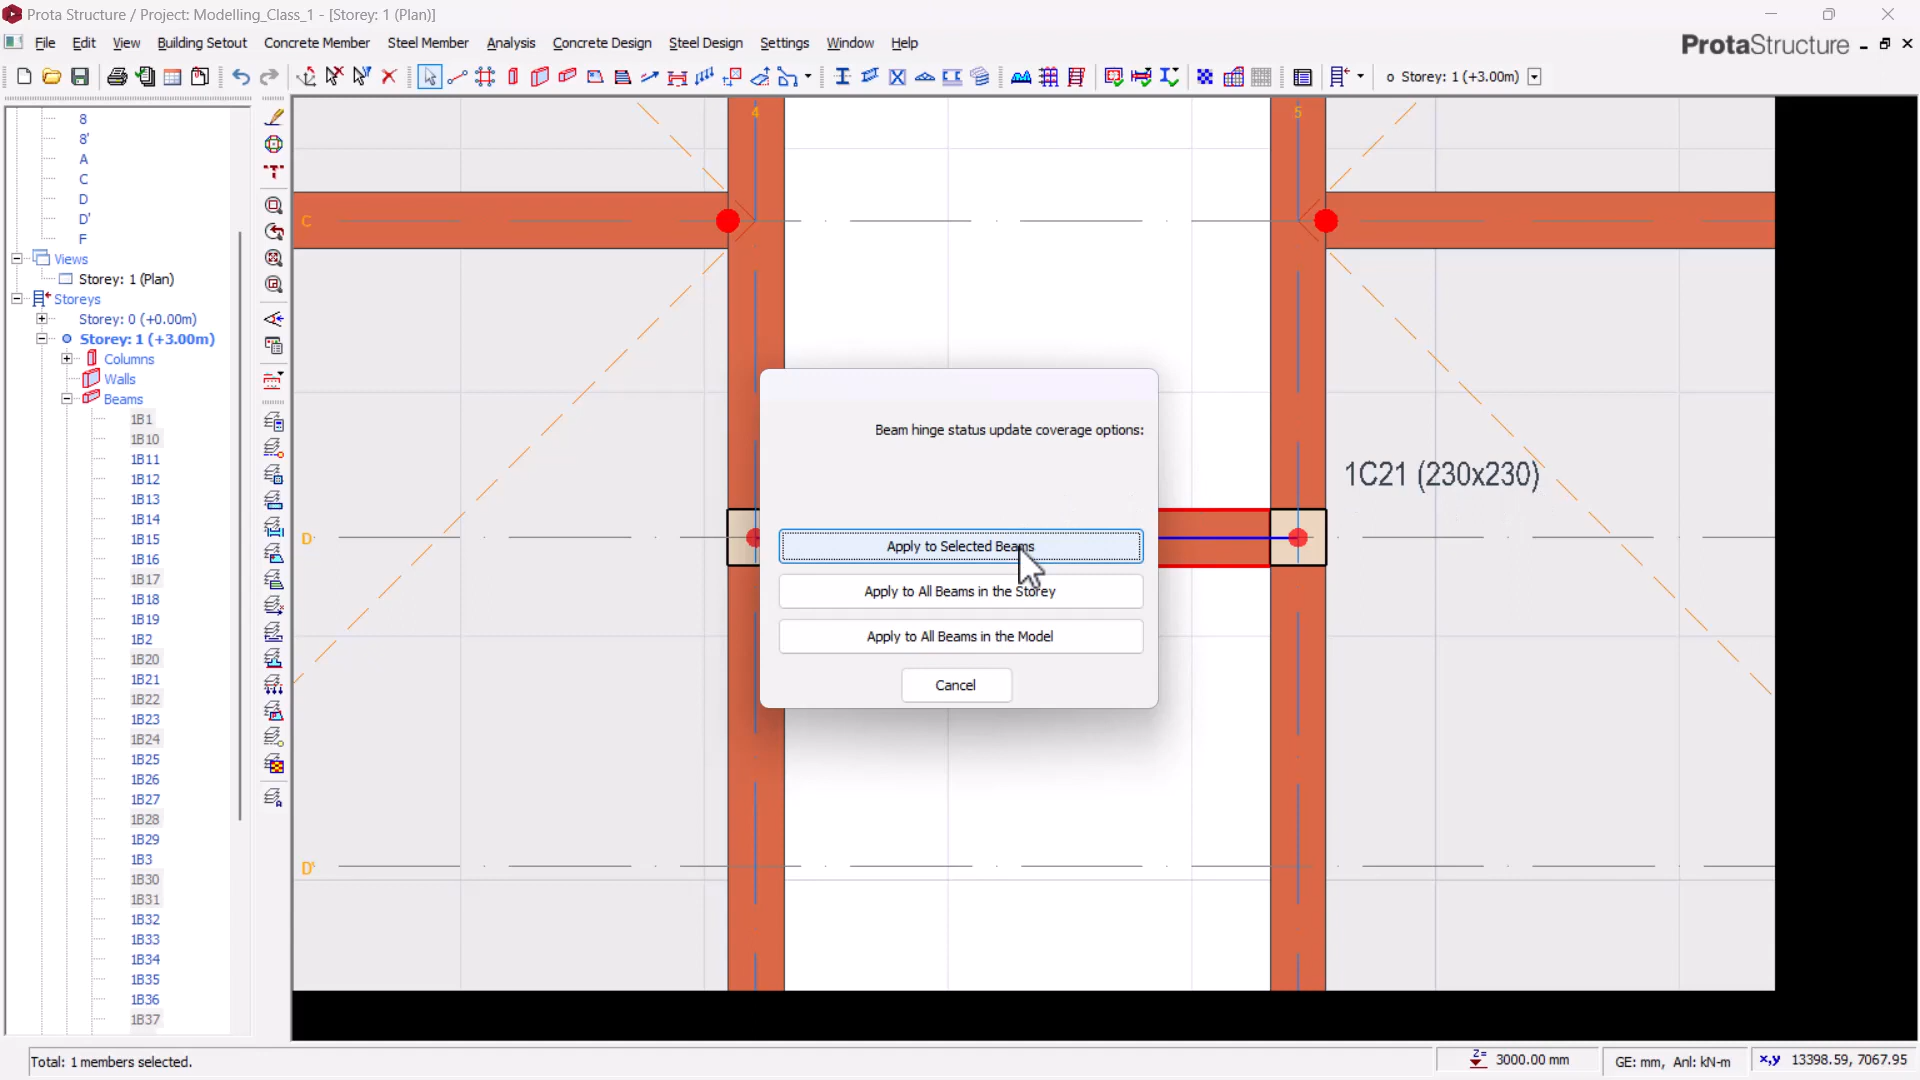 Prota Structure / Project: Modelling_Class_1 - [Storey: 1 (Plan)]
File Edit View Building Setout Concrete Member Steel Member Analysis Concrete Design Steel Design Settings Window Help
ProtaStructure
Storey: 1 (+3.00m)
8
8'
A
C
D
D'
F
Views
Storey: 1 (Plan)
Storeys
Storey: 0 (+0.00m)
Storey: 1 (+3.00m)
Columns
Walls
Beams
1B1
1B10
1B11
1B12
1B13
1B14
1B15
1B16
1B17
1B18
1B19
1B2
1B20
1B21
1B22
1B23
1B24
1B25
1B26
1B27
1B28
1B29
1B3
1B30
1B31
1B32
1B33
1B34
1B35
1B36
1B37
4
5
C
Beam hinge status update coverage options:
1C21 (230x230)
D
Apply to Selected Beams
Apply to All Beams in the Storey
Apply to All Beams in the Model
Cancel
D'
Total: 1 members selected.
Z=
3000.00 mm
GE: mm, Anl: kN-m
x,y 13398.59, 7067.95